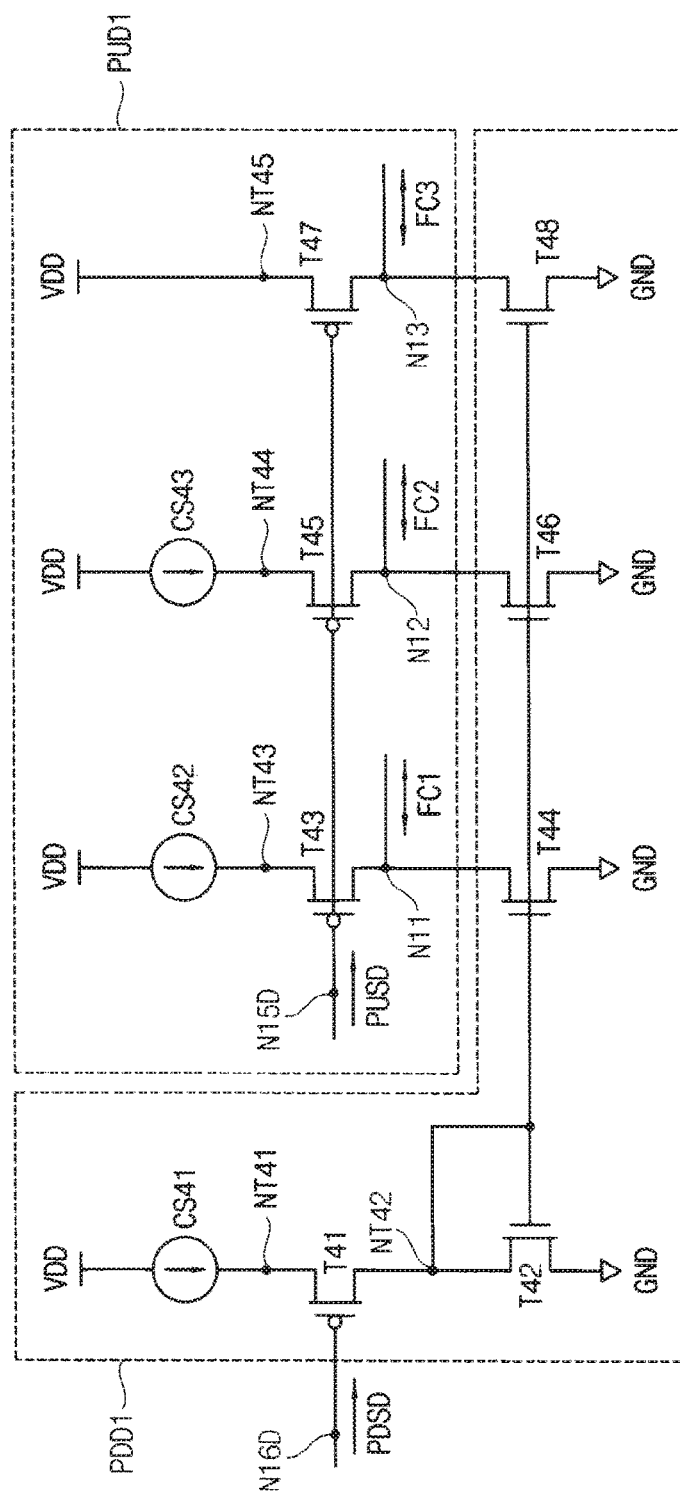 PUD1
VDD
VDD
VDD
VDD
CS41
CS42
CS43
NT41
NT43
NT44
NT45
PDD1
N16D
PDSD
T41
N15D
PUSD
T43
T45
T47
NT42
N11
FC1
N12
FC2
N13
FC3
T42
T44
T46
T48
GND
GND
GND
GND